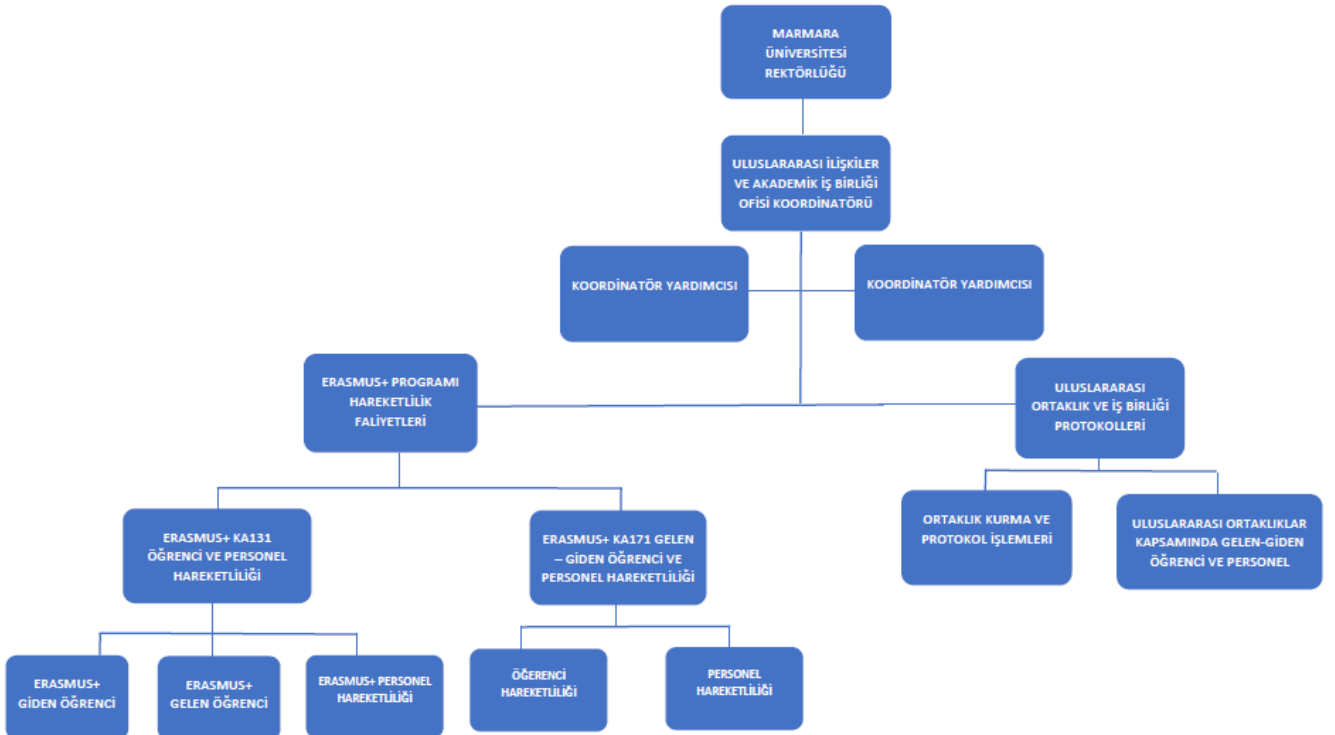 MARMARA
ÜNİVERSİTESİ
REKTÖRLÜĞÜ
ULUSLARARASI İLİŞKİLER
VE AKADEMİK İŞ BİRLİĞİ
OFİSİ KOORDİNATÖRÜ
KOORDİNATÖR YARDIMCISI
KOORDİNATÖR YARDIMCISI
ERASMUS+ PROGRAMI
HAREKETLİLİK
FALİYETLERİ
ULUSLARARASI
ORTAKLIK VE İŞ BİRLİĞİ
PROTOKOLLERİ
ERASMUS+ KA131
ÖĞRENCİ VE PERSONEL
HAREKETLİLİĞİ
ERASMUS+ KA171 GELEN
– GİDEN ÖĞRENCİ VE
PERSONEL HAREKETLİLİĞİ
ORTAKLIK KURMA VE
PROTOKOL İŞLEMLERİ
ULUSLARARASI ORTAKLIKLAR
KAPSAMINDA GELEN-GİDEN
ÖĞRENCİ VE PERSONEL
ERASMUS+
GİDEN ÖĞRENCİ
ERASMUS+
GELEN ÖĞRENCİ
ERASMUS+ PERSONEL
HAREKETLİLİĞİ
ÖĞERENCİ
HAREKETLİLİĞİ
PERSONEL
HAREKETLİLİĞİ